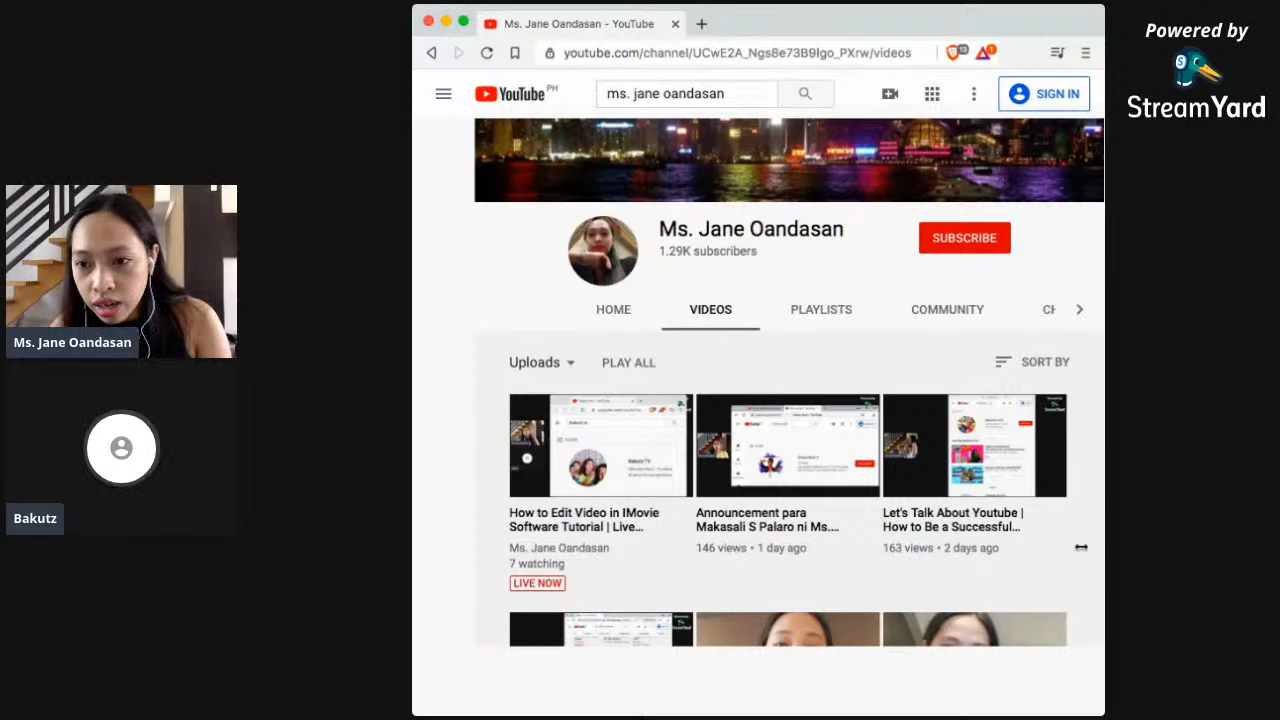 Ms. Jane Oandasan - YouTube
youtube.com/channel/UCwE2A_Ngs8e73B9Igo_PXrw/videos
YouTube PH
ms. jane oandasan
SIGN IN
Powered by
StreamYard
Ms. Jane Oandasan
1.29K subscribers
SUBSCRIBE
HOME
VIDEOS
PLAYLISTS
COMMUNITY
Ms. Jane Oandasan
Bakutz
Uploads
PLAY ALL
SORT BY
How to Edit Video in IMovie
Software Tutorial | Live...
Ms. Jane Oandasan
7 watching
LIVE NOW
Announcement para
Makasali S Palaro ni Ms....
146 views • 1 day ago
Let's Talk About Youtube |
How to Be a Successful...
163 views • 2 days ago